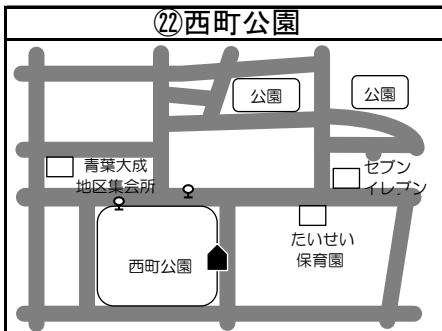 ㉒西町公園
公園
公園
青葉大成
地区集会所
セブン
イレブン
たいせい
保育園
西町公園